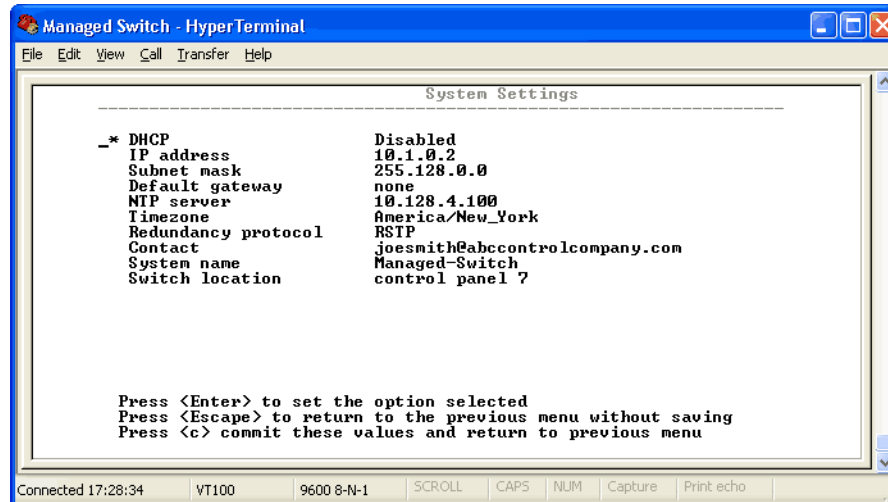 Managed Switch - HyperTerminal
File Edit View Call Transfer Help
System Settings
_* DHCP Disabled
IP address 10.1.0.2
Subnet mask 255.128.0.0
Default gateway none
NTP server 10.128.4.100
Timezone America/New_York
Redundancy protocol RSTP
Contact joesmith@abccontrolcompany.com
System name Managed-Switch
Switch location control panel 7
Press <Enter> to set the option selected
Press <Escape> to return to the previous menu without saving
Press <c> commit these values and return to previous menu
Connected 17:28:34 VT100 9600 8-N-1 SCROLL CAPS NUM Capture Print echo